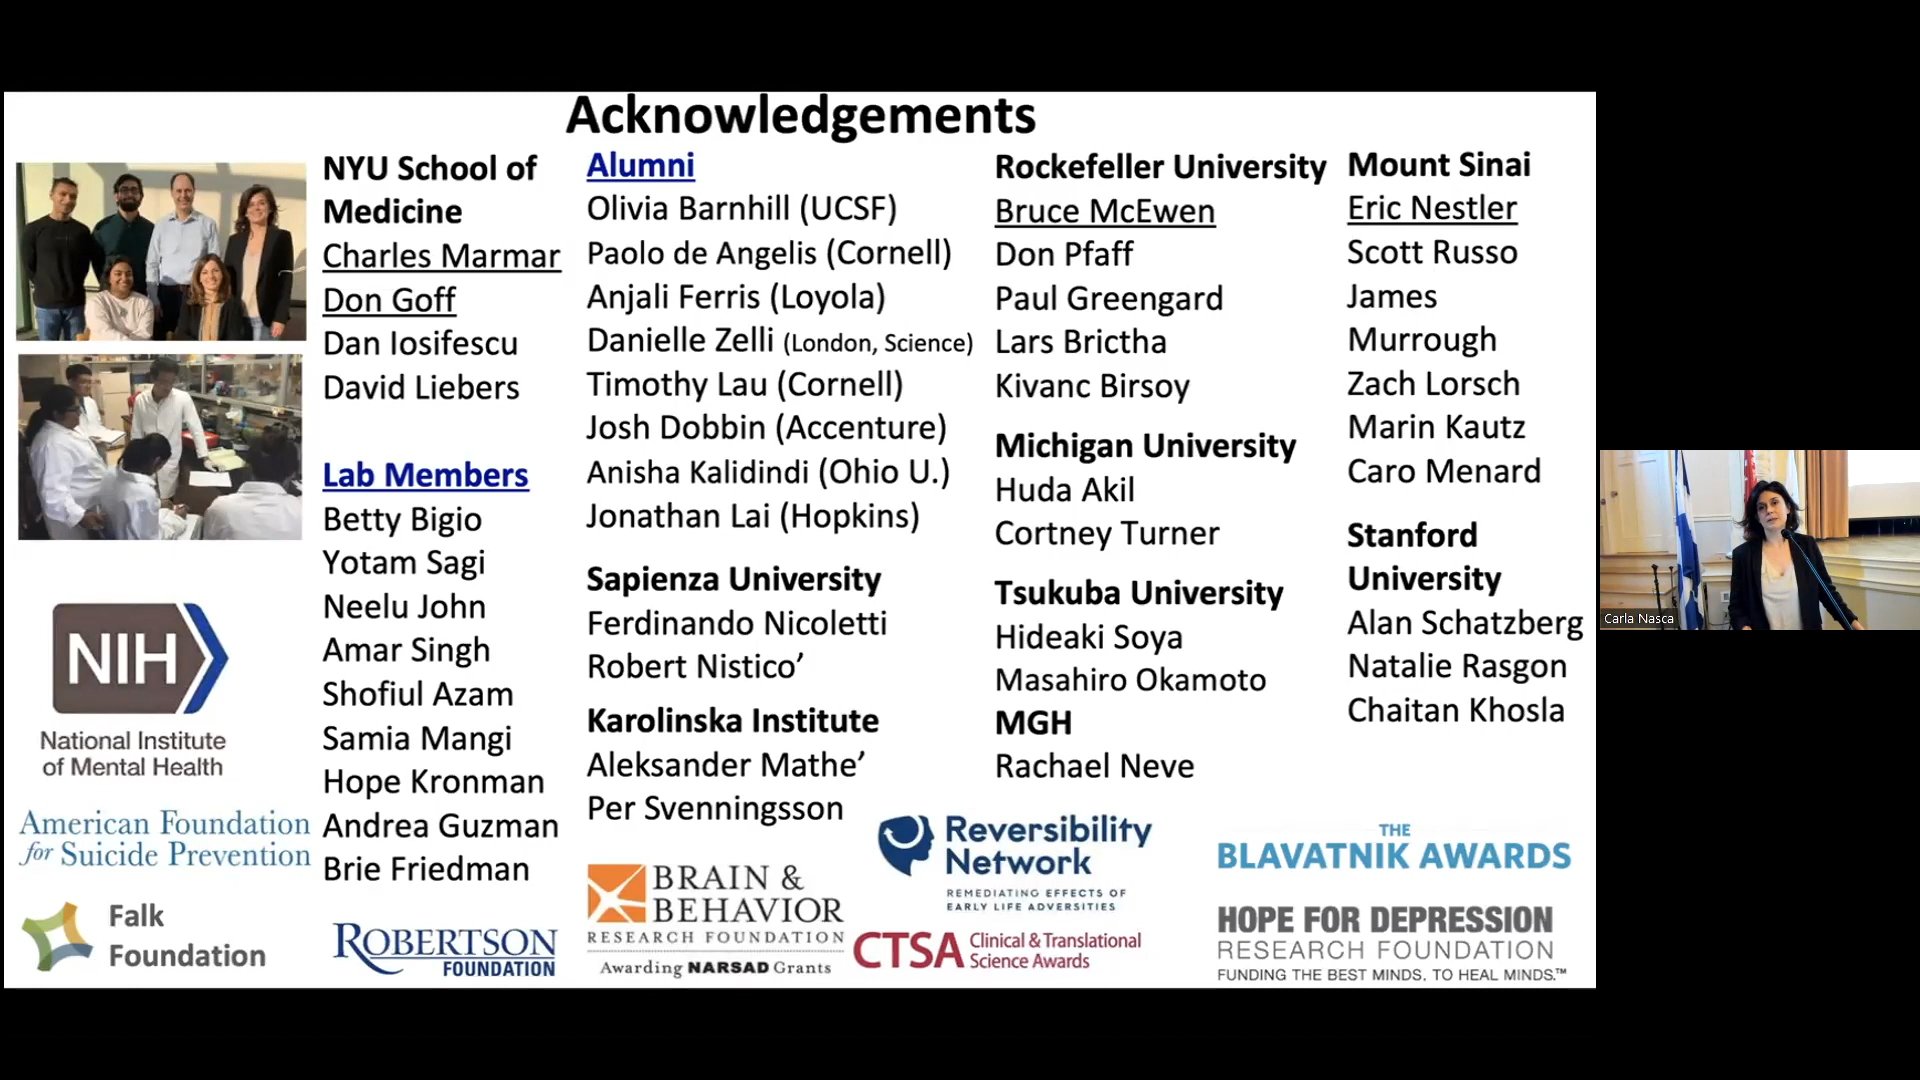 Acknowledgements
NYU School of
Medicine
Charles Marmar
Don Goff
Dan Iosifescu
David Liebers
Lab Members
Betty Bigio
Yotam Sagi
Neelu John
Amar Singh
Shofiul Azam
Samia Mangi
Hope Kronman
Andrea Guzman
Brie Friedman
Alumni
Olivia Barnhill (UCSF)
Paolo de Angelis (Cornell)
Anjali Ferris (Loyola)
Danielle Zelli (London, Science)
Timothy Lau (Cornell)
Josh Dobbin (Accenture)
Anisha Kalidindi (Ohio U.)
Jonathan Lai (Hopkins)
Sapienza University
Ferdinando Nicoletti
Robert Nistico’
Karolinska Institute
Aleksander Mathe’
Per Svenningsson
Rockefeller University
Bruce McEwen
Don Pfaff
Paul Greengard
Lars Brictha
Kivanc Birsoy
Michigan University
Huda Akil
Cortney Turner
Tsukuba University
Hideaki Soya
Masahiro Okamoto
MGH
Rachael Neve
Mount Sinai
Eric Nestler
Scott Russo
James
Murrough
Zach Lorsch
Marin Kautz
Caro Menard
Stanford
University
Alan Schatzberg
Natalie Rasgon
Chaitan Khosla
NIH
National Institute
of Mental Health
American Foundation
for Suicide Prevention
Falk
Foundation
ROBERTSON
FOUNDATION
BRAIN &
BEHAVIOR
RESEARCH FOUNDATION
Awarding NARSAD Grants
Reversibility
Network
REMEDIATING EFFECTS OF
EARLY LIFE ADVERSITIES
CTSA Clinical & Translational
Science Awards
THE
BLAVATNIK AWARDS
HOPE FOR DEPRESSION
RESEARCH FOUNDATION
FUNDING THE BEST MINDS. TO HEAL MINDS.™
Carla Nasca